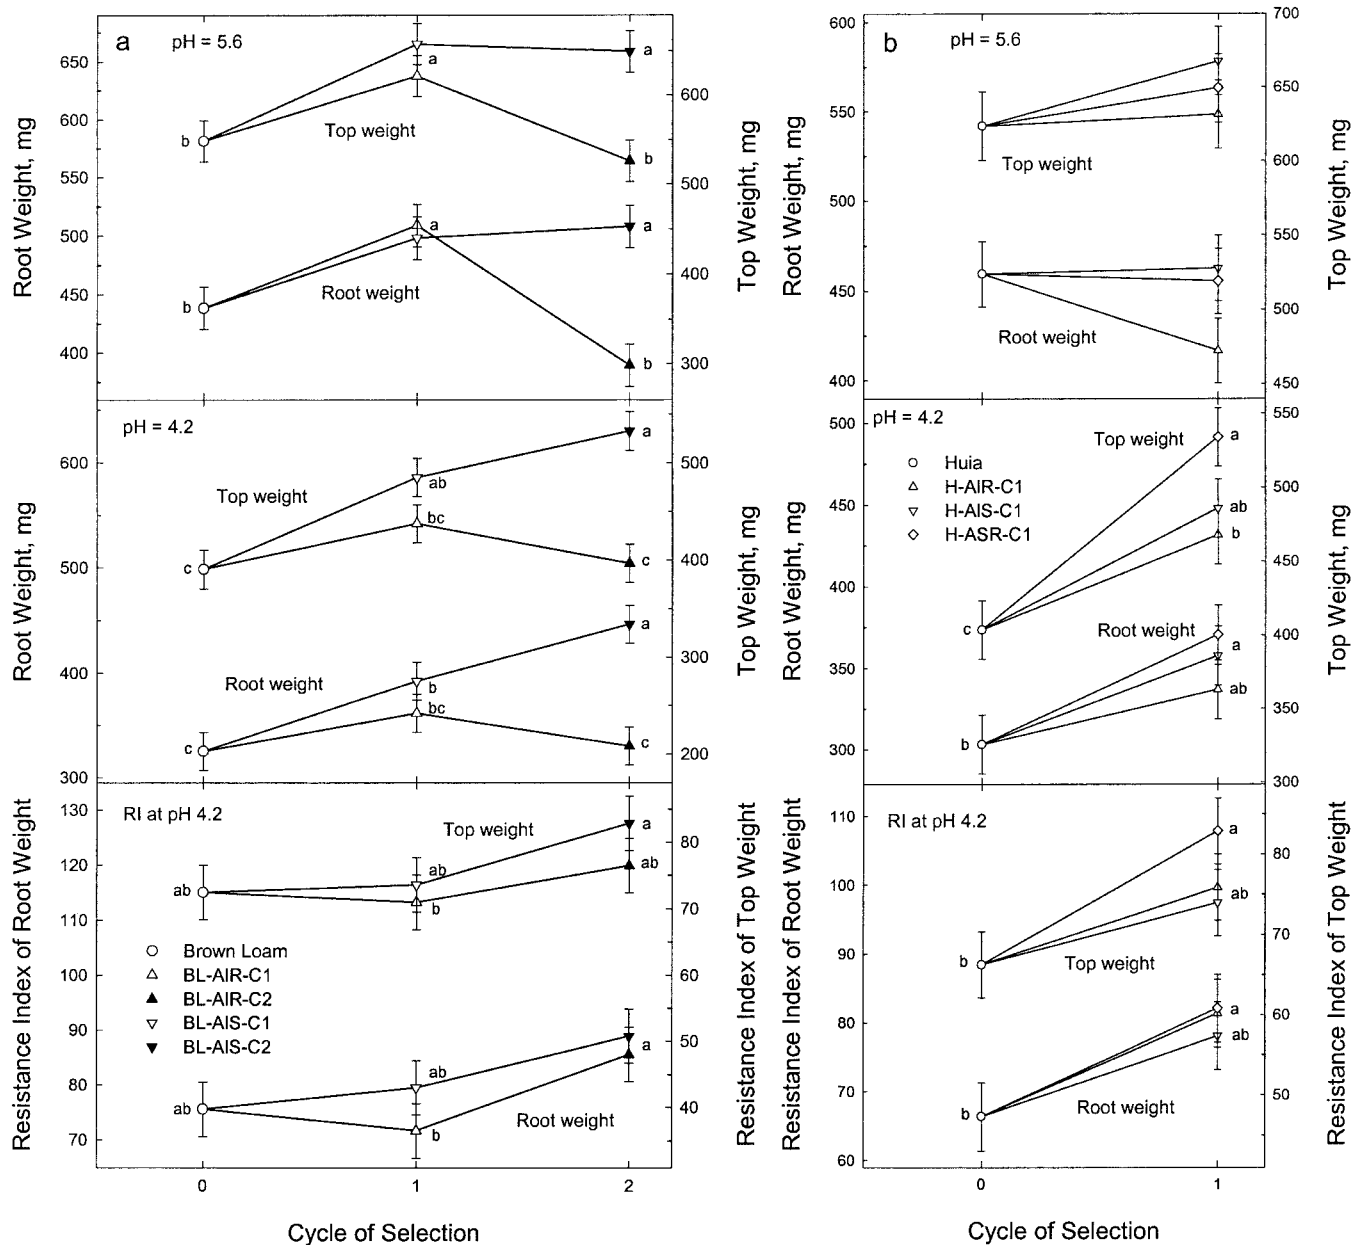 a
pH = 5.6
Root Weight, mg
650
600
550
500
450
400
Top Weight, mg
600
500
400
300
b
a
a
b
Top weight
b
a
a
b
Root weight
pH = 4.2
Root Weight, mg
600
500
400
300
Top Weight, mg
500
400
300
200
Top weight
c
ab
bc
a
c
Root weight
c
b
bc
a
c
RI at pH 4.2
Resistance Index of Root Weight
130
120
110
100
90
80
70
Resistance Index of Top Weight
80
70
60
50
40
Top weight
ab
ab
b
a
ab
Brown Loam
BL-AIR-C1
BL-AIR-C2
BL-AIS-C1
BL-AIS-C2
ab
ab
b
a
Root weight
0
1
2
Cycle of Selection
b
pH = 5.6
Root Weight, mg
600
550
500
450
400
Top Weight, mg
700
650
600
550
500
450
Top weight
Root weight
pH = 4.2
Root Weight, mg
500
450
400
350
300
Top Weight, mg
550
500
450
400
350
300
Top weight
Huia
H-AIR-C1
H-AIS-C1
H-ASR-C1
a
ab
b
c
Root weight
a
ab
b
RI at pH 4.2
Resistance Index of Root Weight
110
100
90
80
70
60
Resistance Index of Top Weight
80
70
60
50
a
ab
b
Top weight
a
ab
b
Root weight
0
1
Cycle of Selection